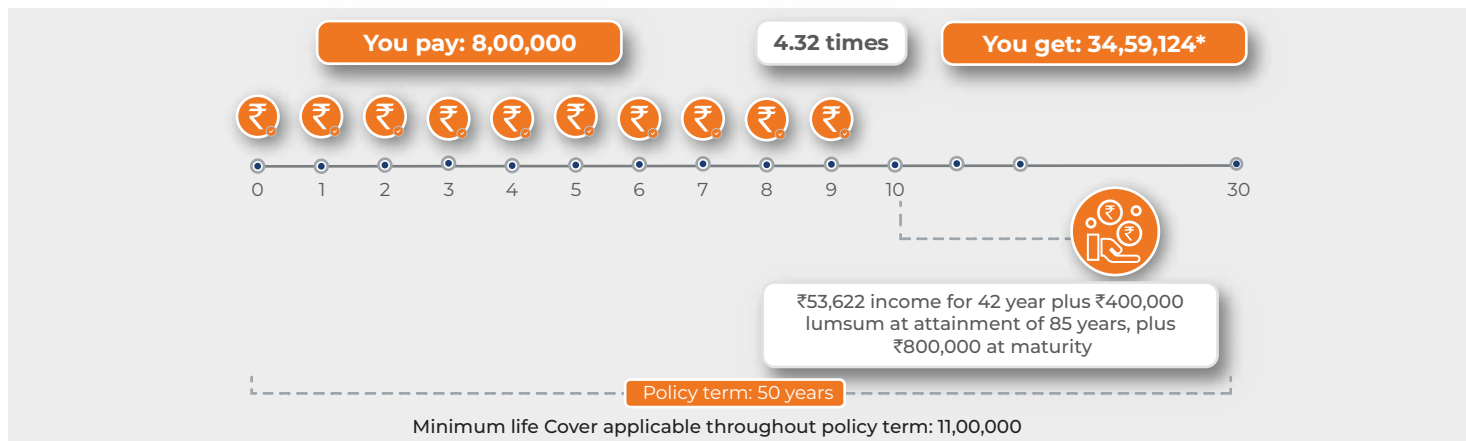 You pay: 8,00,000
4.32 times
You get: 34,59,124*
₹ ₹ ₹ ₹ ₹ ₹ ₹ ₹ ₹ ₹
0 1 2 3 4 5 6 7 8 9 10 30
₹
₹
₹53,622 income for 42 year plus ₹400,000
lumsum at attainment of 85 years, plus
₹800,000 at maturity
Policy term: 50 years
Minimum life Cover applicable throughout policy term: 11,00,000